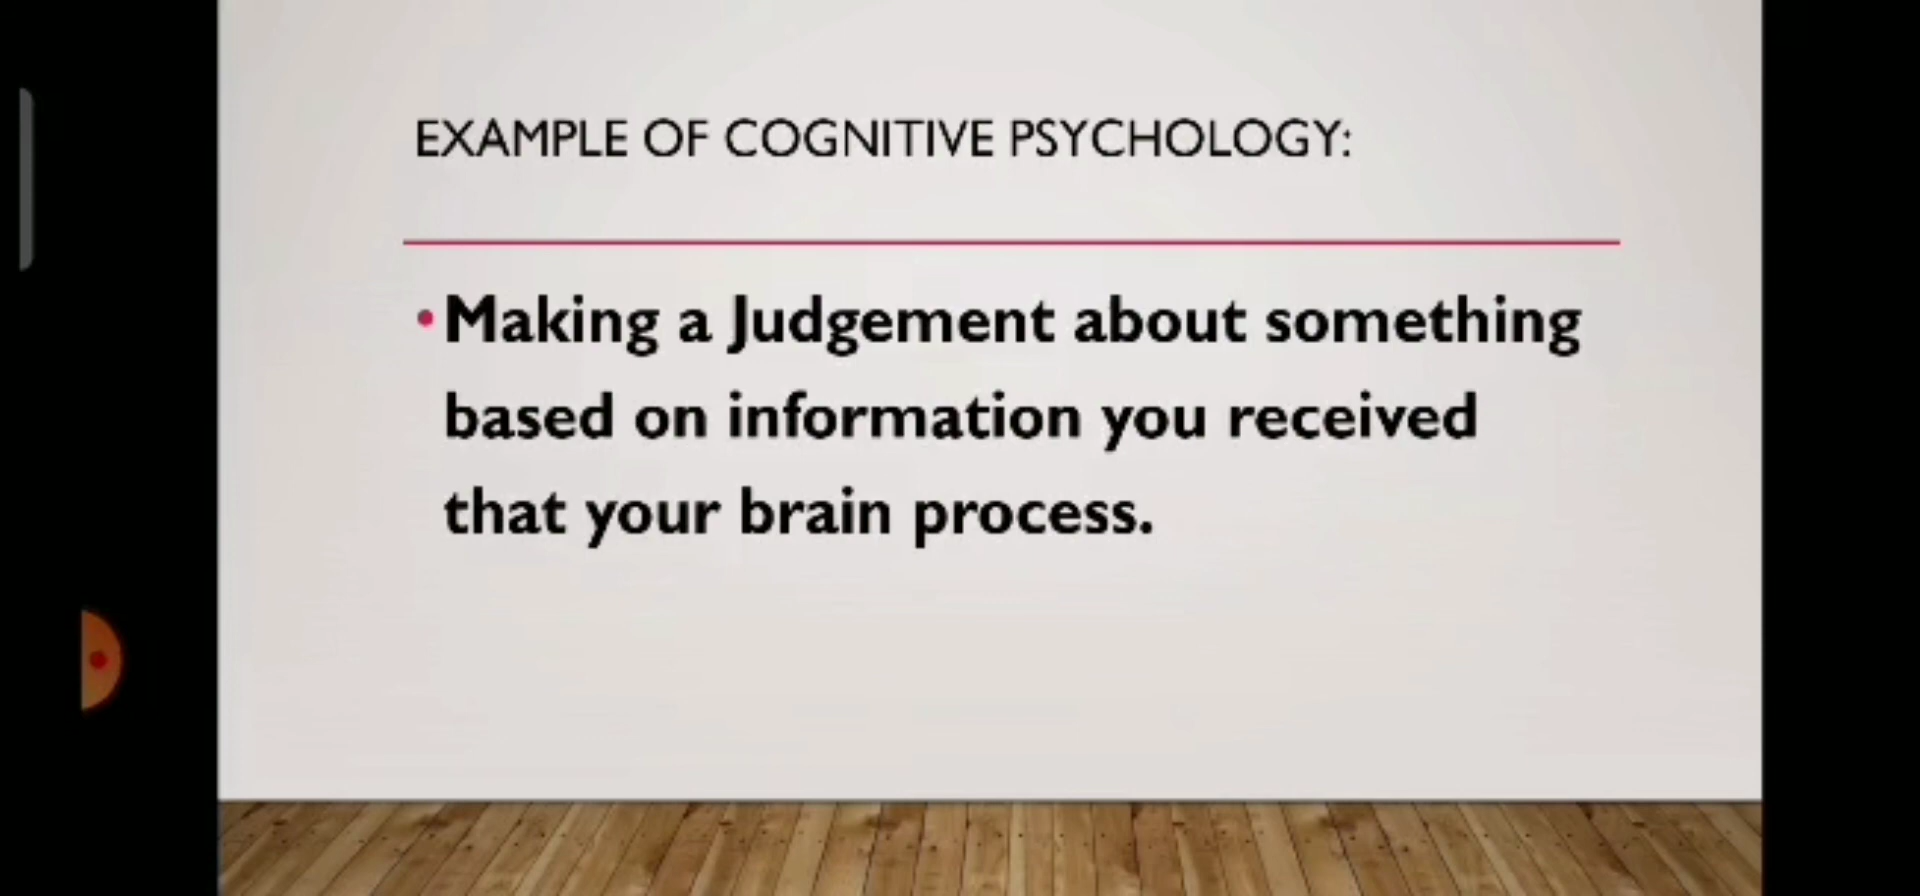 EXAMPLE OF COGNITIVE PSYCHOLOGY:
• Making a Judgement about something
based on information you received
that your brain process.